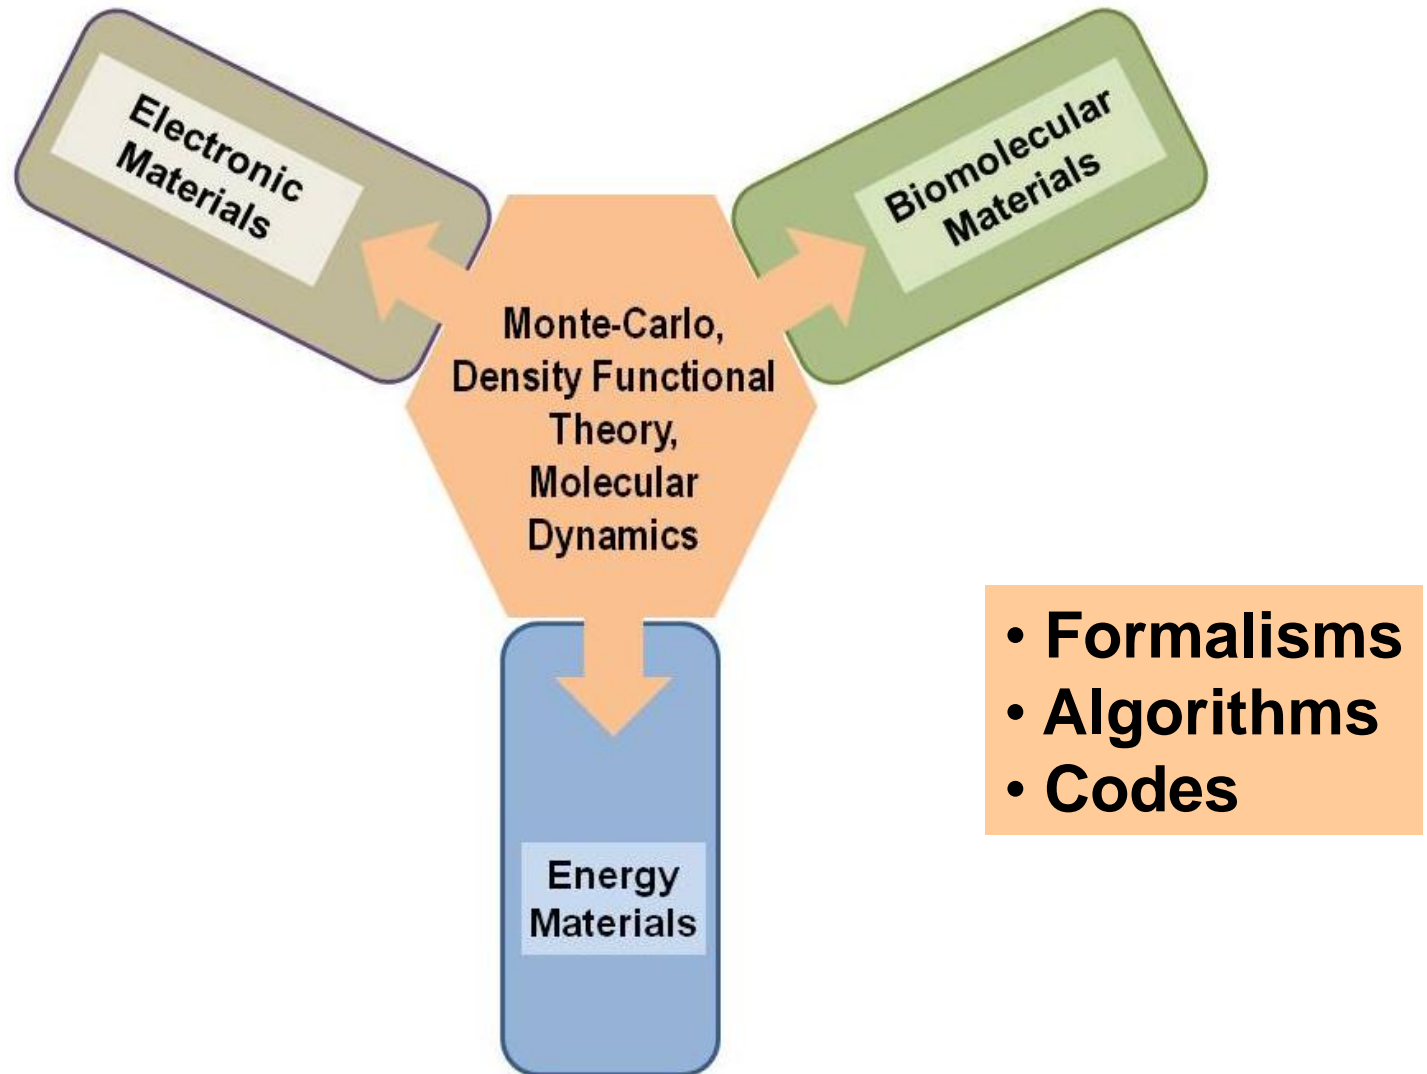 Electronic
Materials
Biomolecular
Materials
Monte-Carlo,
Density Functional
Theory,
Molecular
Dynamics
Energy
Materials
• Formalisms
• Algorithms
• Codes